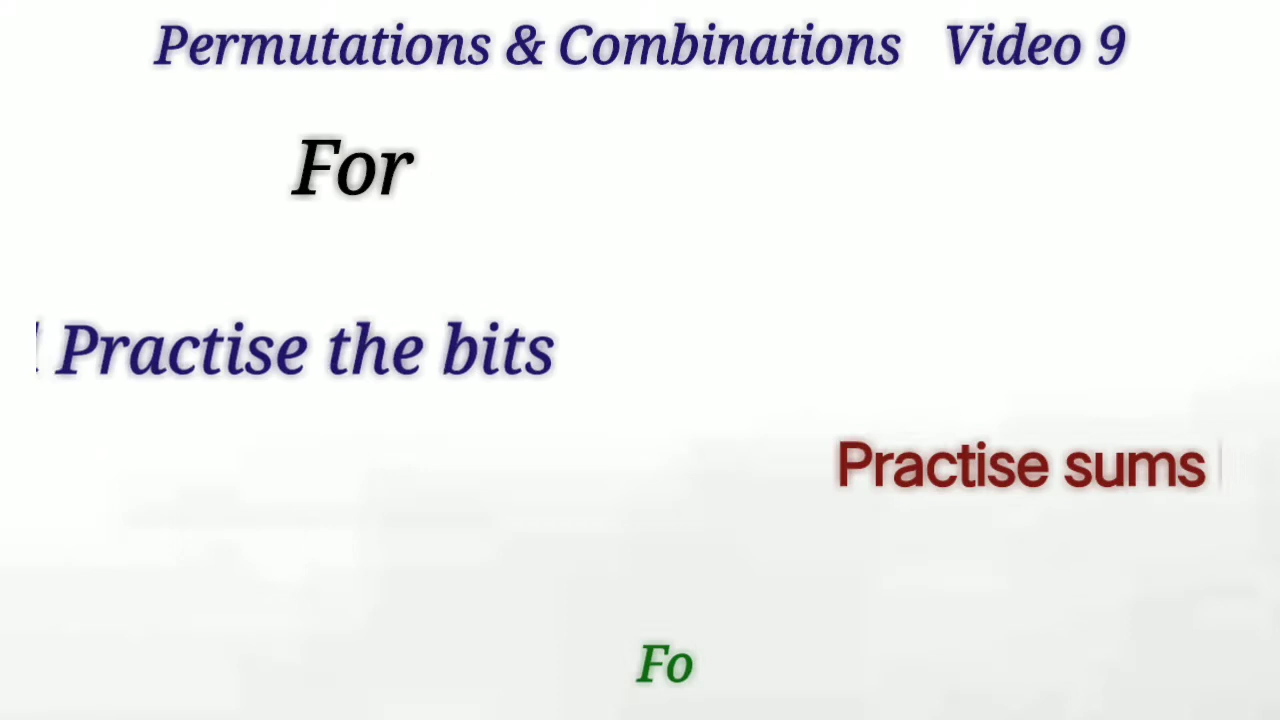 Permutations & Combinations Video 9
For
Practise the bits
Practise sums
Fo